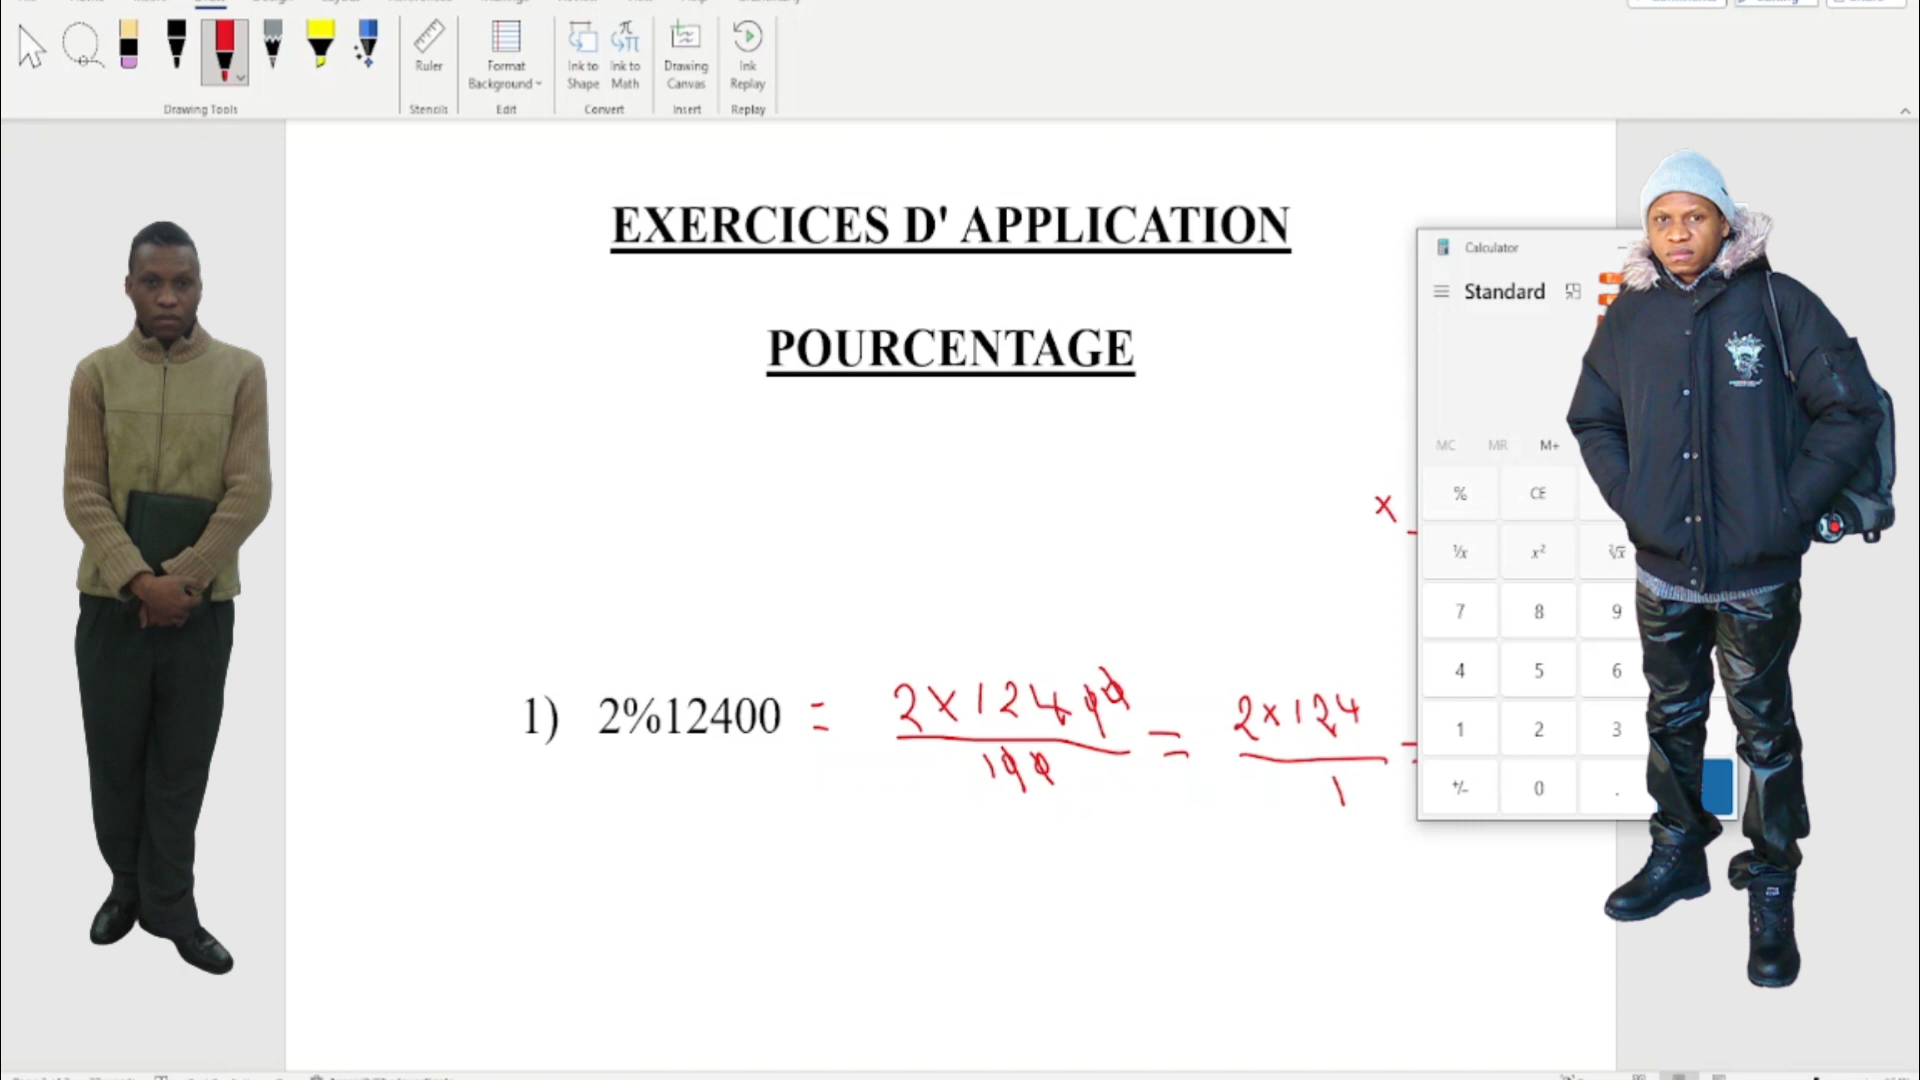 Ruler
Format
Background
Ink to
Shape
Ink to
Math
Drawing
Canvas
Ink
Replay
Drawing Tools
Stencils
Edit
Convert
Insert
Replay
EXERCICES D' APPLICATION
POURCENTAGE
Calculator
Standard
MC MR M+
% CE
1/x x² ²√x
7 8 9
4 5 6
1 2 3
+/- 0 .
x
1) 2%12400 = 2 x 12400 / 100 = 2 x 124 / 1